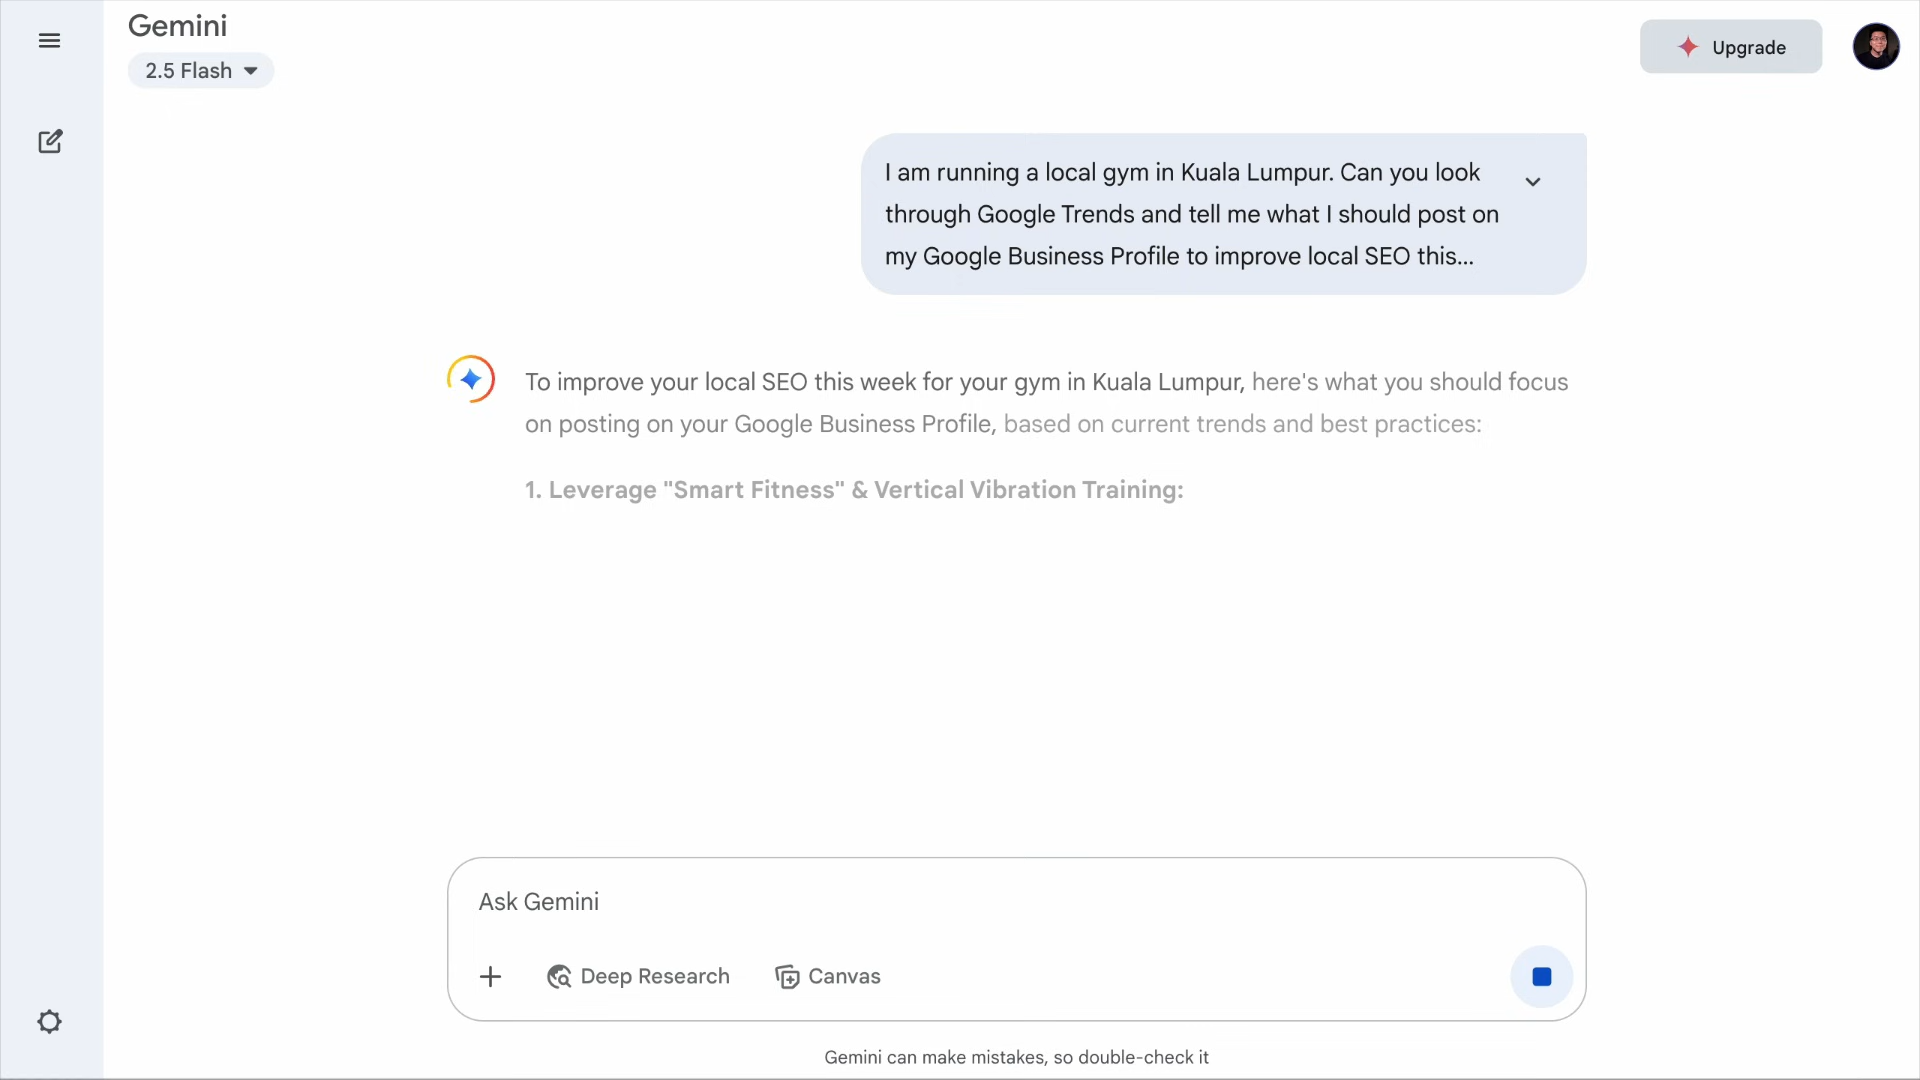 Gemini
2.5 Flash
Upgrade
I am running a local gym in Kuala Lumpur. Can you look
through Google Trends and tell me what I should post on
my Google Business Profile to improve local SEO this...
To improve your local SEO this week for your gym in Kuala Lumpur, here's what you should focus
on posting on your Google Business Profile, based on current trends and best practices:
1. Leverage "Smart Fitness" & Vertical Vibration Training:
Ask Gemini
Deep Research
Canvas
Gemini can make mistakes, so double-check it